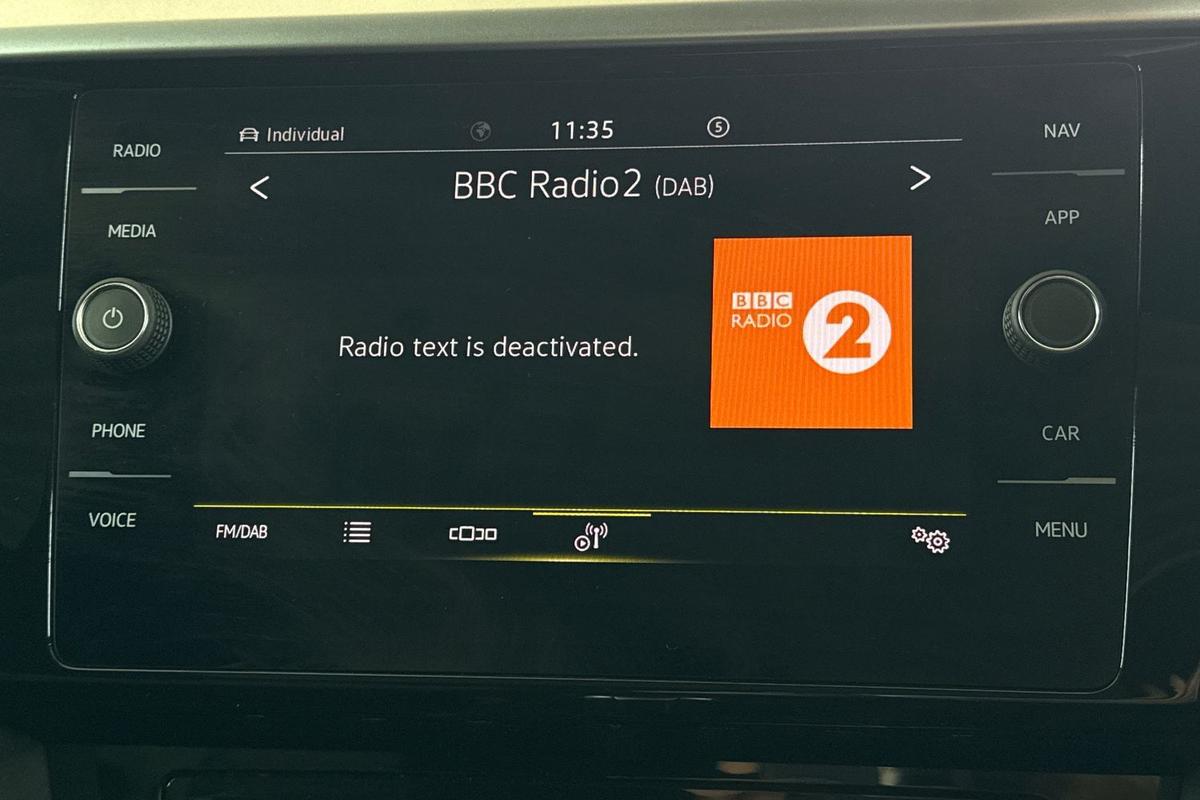 RADIO
MEDIA
PHONE
VOICE
Individual
11:35
5
BBC Radio2 (DAB)
Radio text is deactivated.
BBC
RADIO
2
FM/DAB
NAV
APP
CAR
MENU